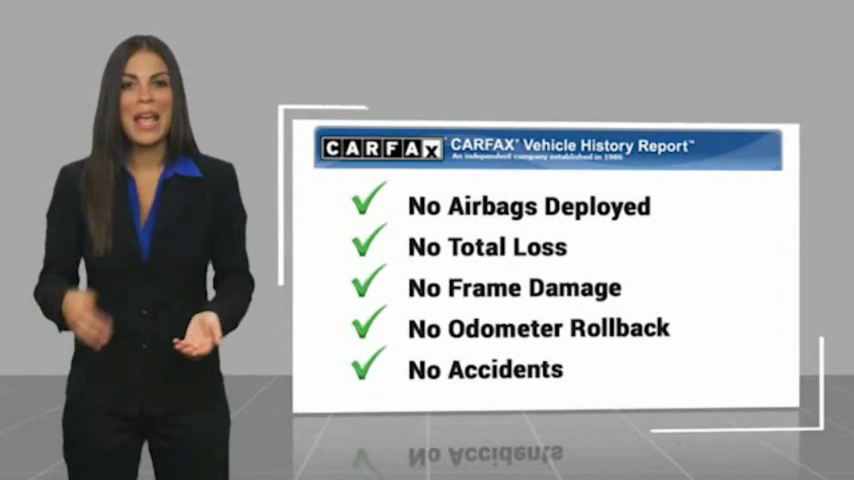 CARFAX CARFAX® Vehicle History Report™
An independent company established in 1986
No Airbags Deployed
No Total Loss
No Frame Damage
No Odometer Rollback
No Accidents
No Accidents